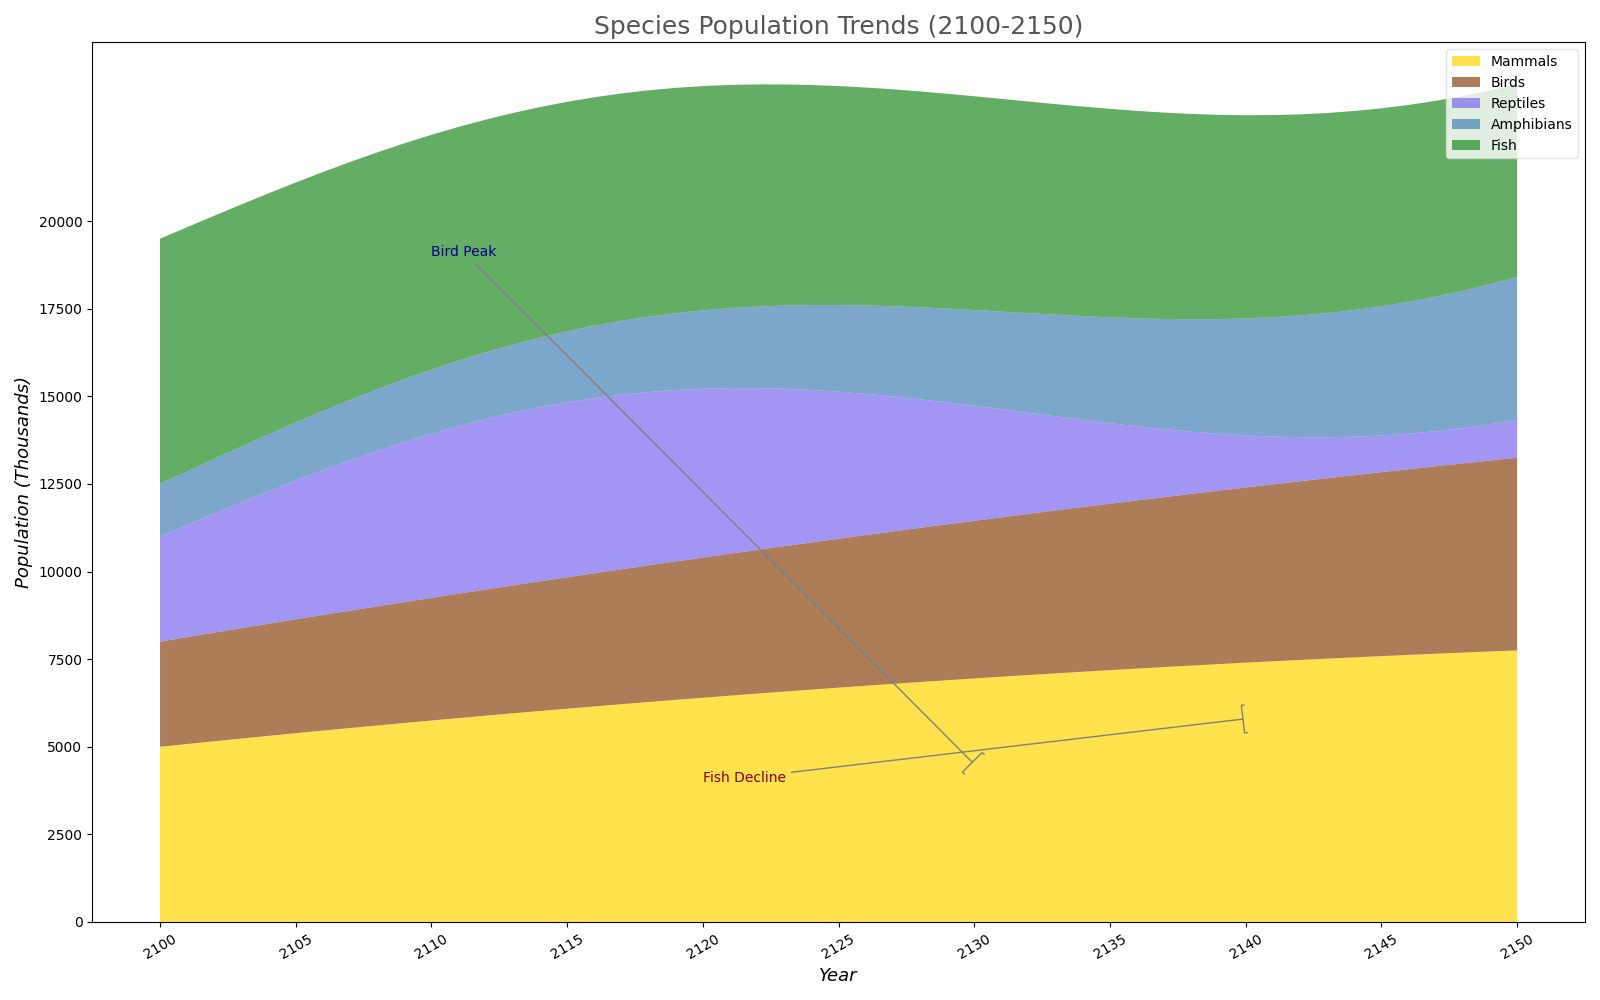 Species Population Trends (2100-2150)
Mammals
Birds
Reptiles
Amphibians
Fish
Population (Thousands)
20000
17500
15000
12500
10000
7500
5000
2500
0
Bird Peak
Fish Decline
2100
2105
2110
2115
2120
2125
2130
2135
2140
2145
2150
Year